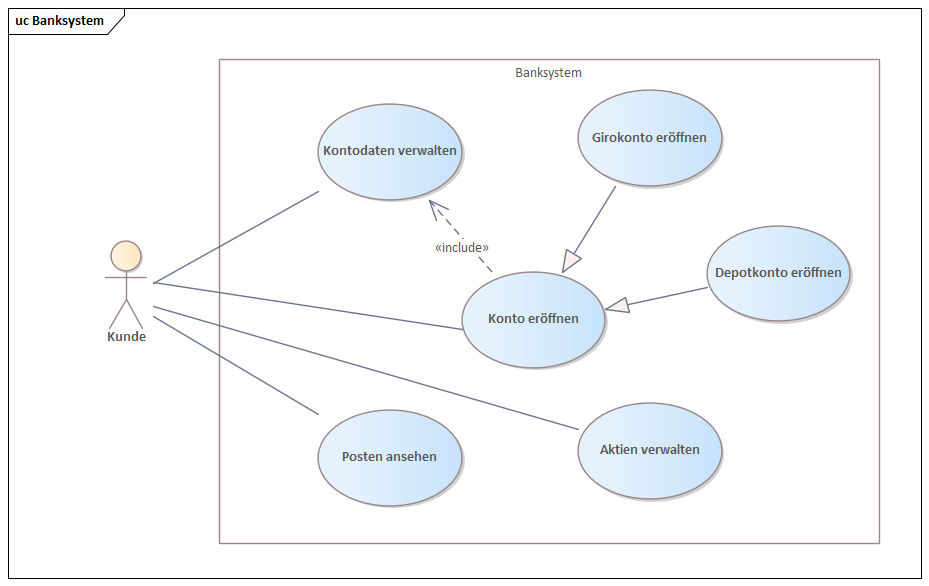 uc Banksystem
Banksystem
Kontodaten verwalten
Girokonto eröffnen
«include»
Depotkonto eröffnen
Konto eröffnen
Kunde
Posten ansehen
Aktien verwalten